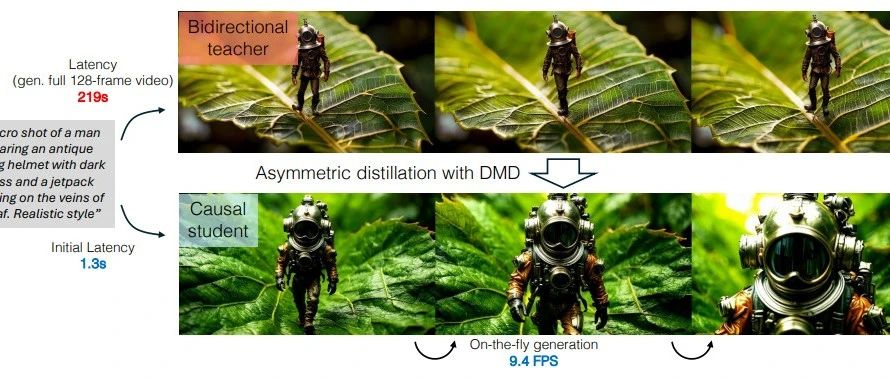 Bidirectional
teacher
Latency
(gen. full 128-frame video)
219s
cro shot of a man
aring an antique
g helmet with dark
ss and a jetpack
ing on the veins of
af. Realistic style”
Asymmetric distillation with DMD
Causal
student
Initial Latency
1.3s
On-the-fly generation
9.4 FPS